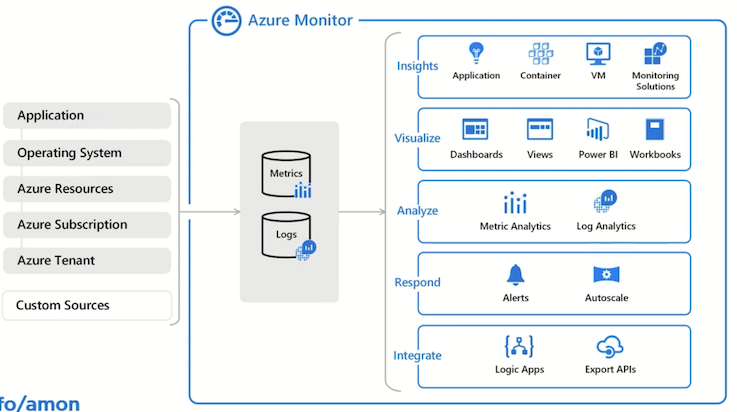 Azure Monitor
Application
Operating System
Azure Resources
Azure Subscription
Azure Tenant
Custom Sources
Metrics
Logs
Insights
Application
Container
VM
Monitoring
Solutions
Visualize
Dashboards
Views
Power BI
Workbooks
Analyze
Metric Analytics
Log Analytics
Respond
Alerts
Autoscale
Integrate
Logic Apps
Export APIs
fo/amon